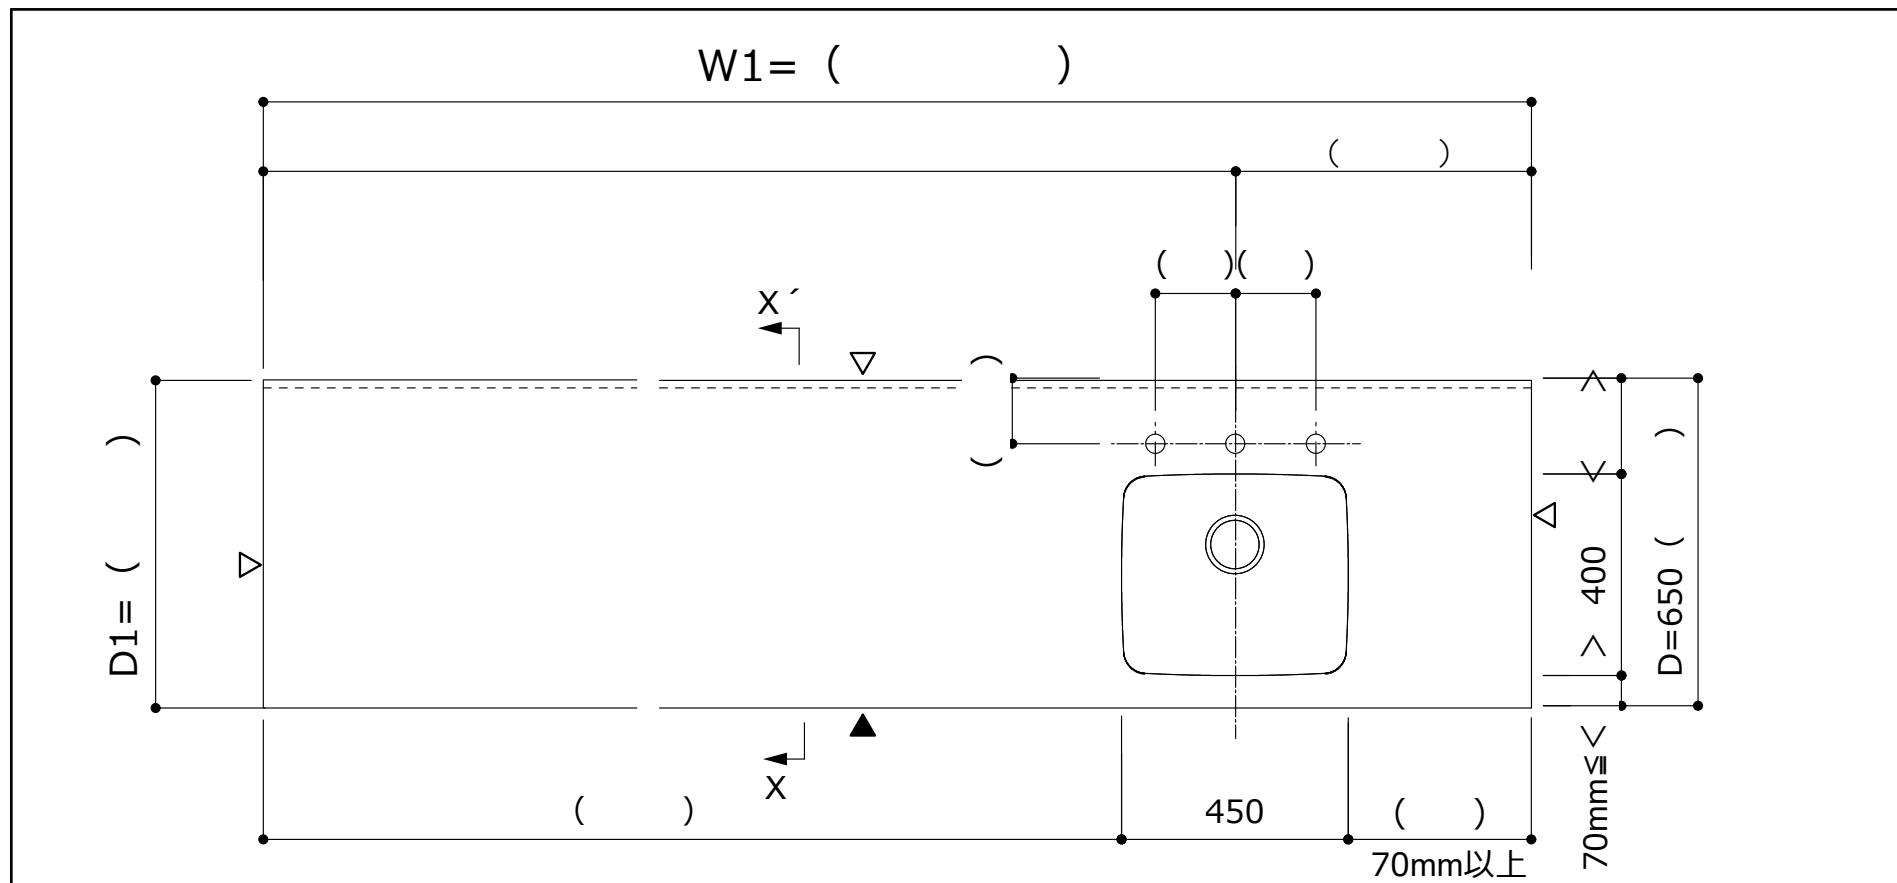 W1=（　　　　）
（　　　）
（　　）（　　）
X´
（　　）
D1=（　　　）
＜　＞
＜　400　＞
D=650（　　　）
X
（　　　）
450
（　　）
70mm以上
70mm≦＜　＞